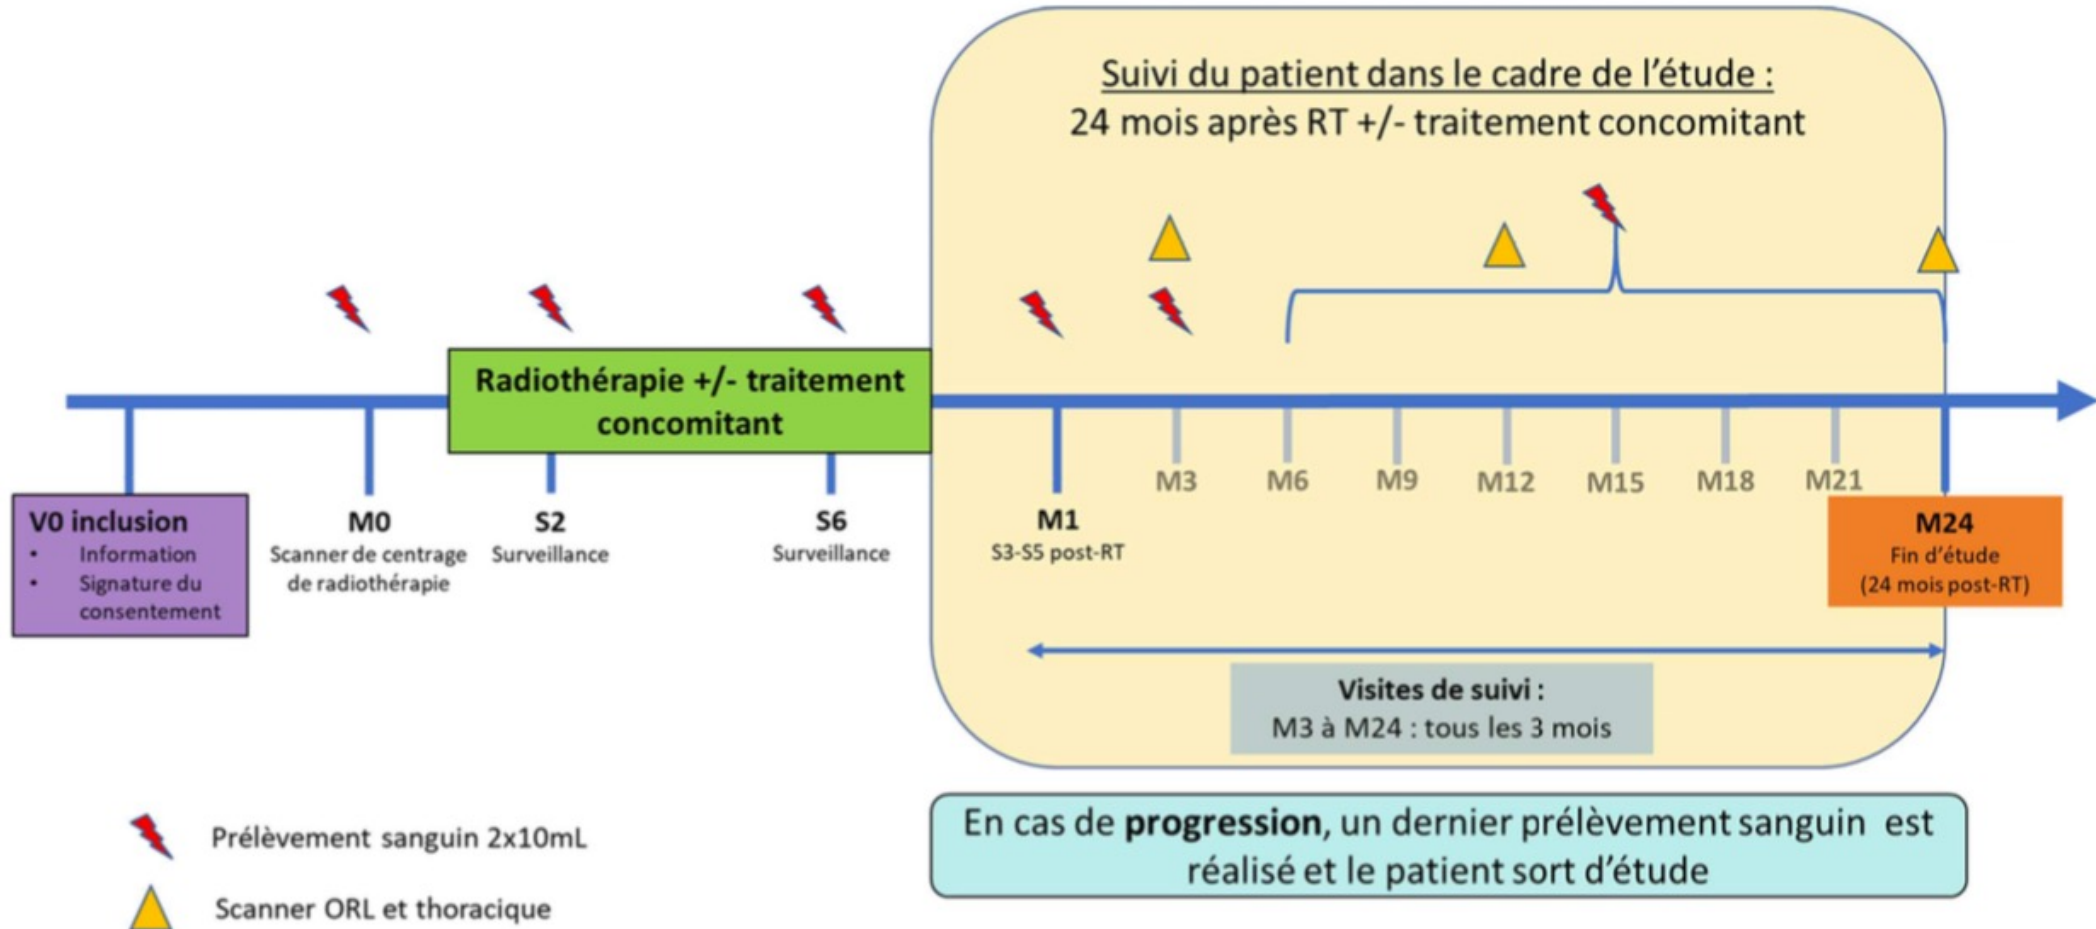 Suivi du patient dans le cadre de l'étude :
24 mois après RT +/- traitement concomitant
Radiothérapie +/- traitement
concomitant
V0 inclusion
• Information
• Signature du
consentement
M0
Scanner de centrage
de radiothérapie
S2
Surveillance
S6
Surveillance
M1
S3-S5 post-RT
M3
M6
M9
M12
M15
M18
M21
M24
Fin d'étude
(24 mois post-RT)
Visites de suivi :
M3 à M24 : tous les 3 mois
En cas de progression, un dernier prélèvement sanguin est
réalisé et le patient sort d'étude
Prélèvement sanguin 2x10mL
Scanner ORL et thoracique